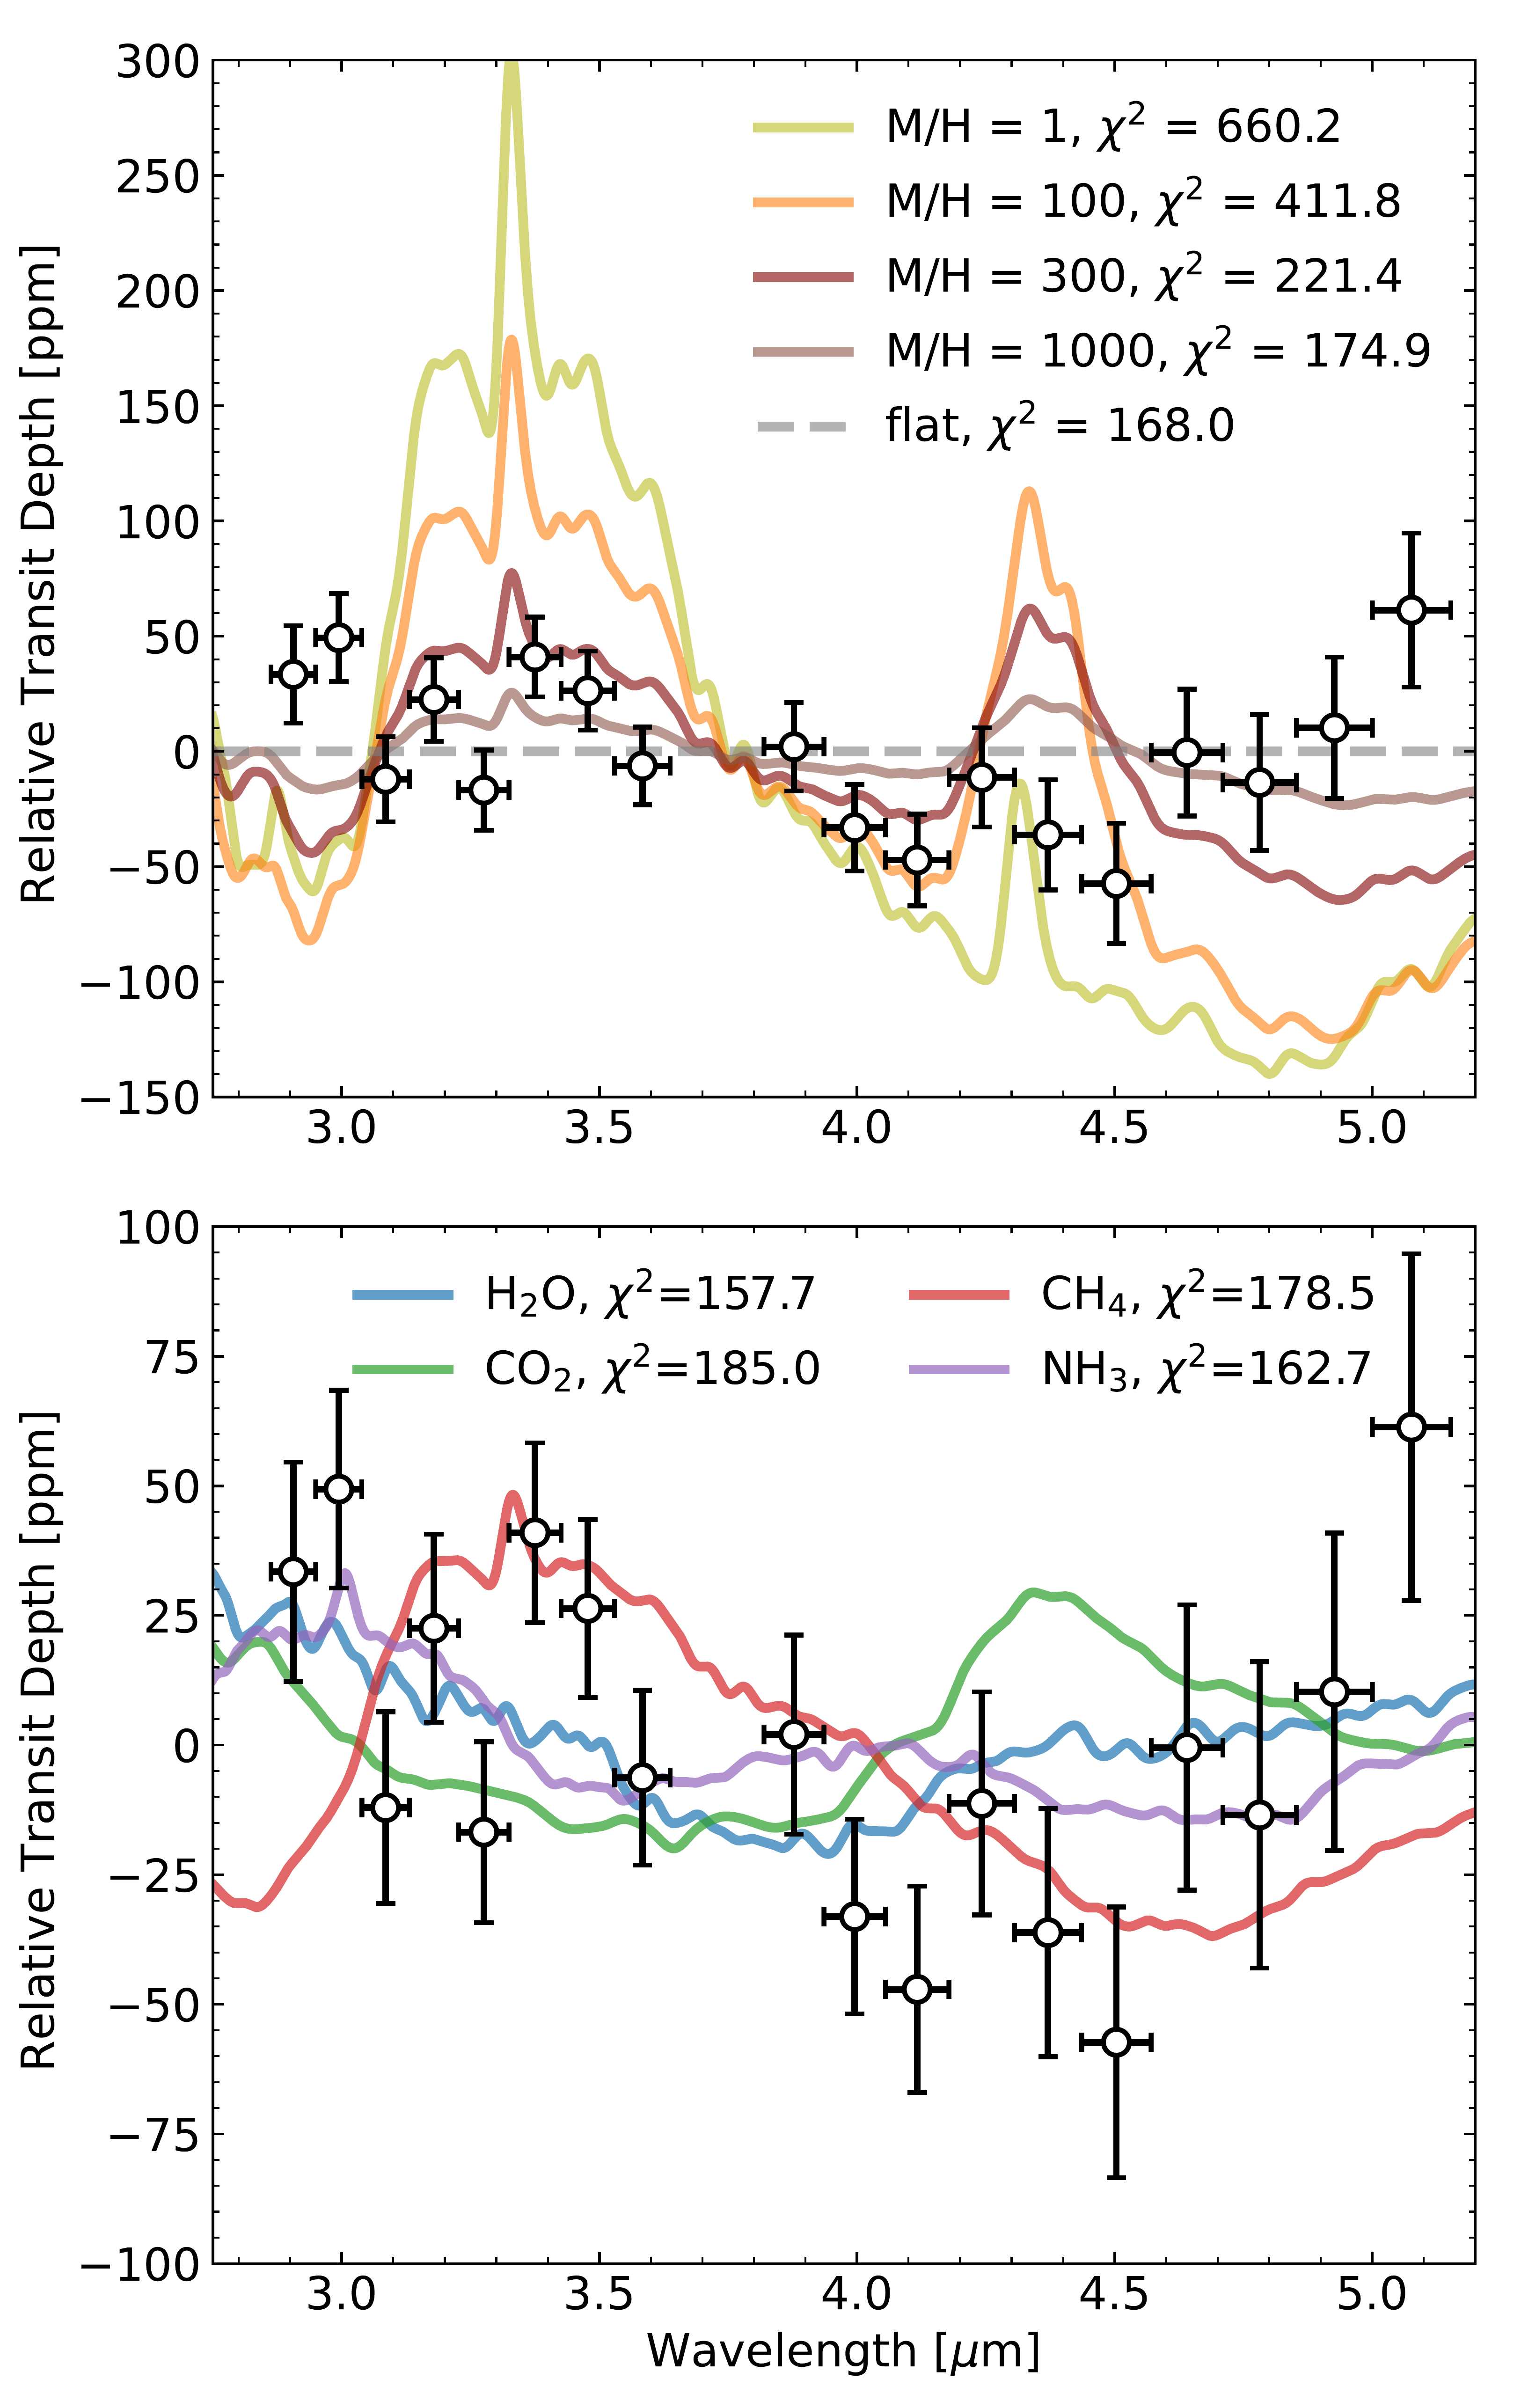 Relative Transit Depth [ppm]
300
250
200
150
100
50
0
−50
−100
−150
M/H = 1, χ² = 660.2
M/H = 100, χ² = 411.8
M/H = 300, χ² = 221.4
M/H = 1000, χ² = 174.9
flat, χ² = 168.0
3.0 3.5 4.0 4.5 5.0
Relative Transit Depth [ppm]
100
75
50
25
0
−25
−50
−75
−100
H₂O, χ²=157.7
CO₂, χ²=185.0
CH₄, χ²=178.5
NH₃, χ²=162.7
3.0 3.5 4.0 4.5 5.0
Wavelength [μm]